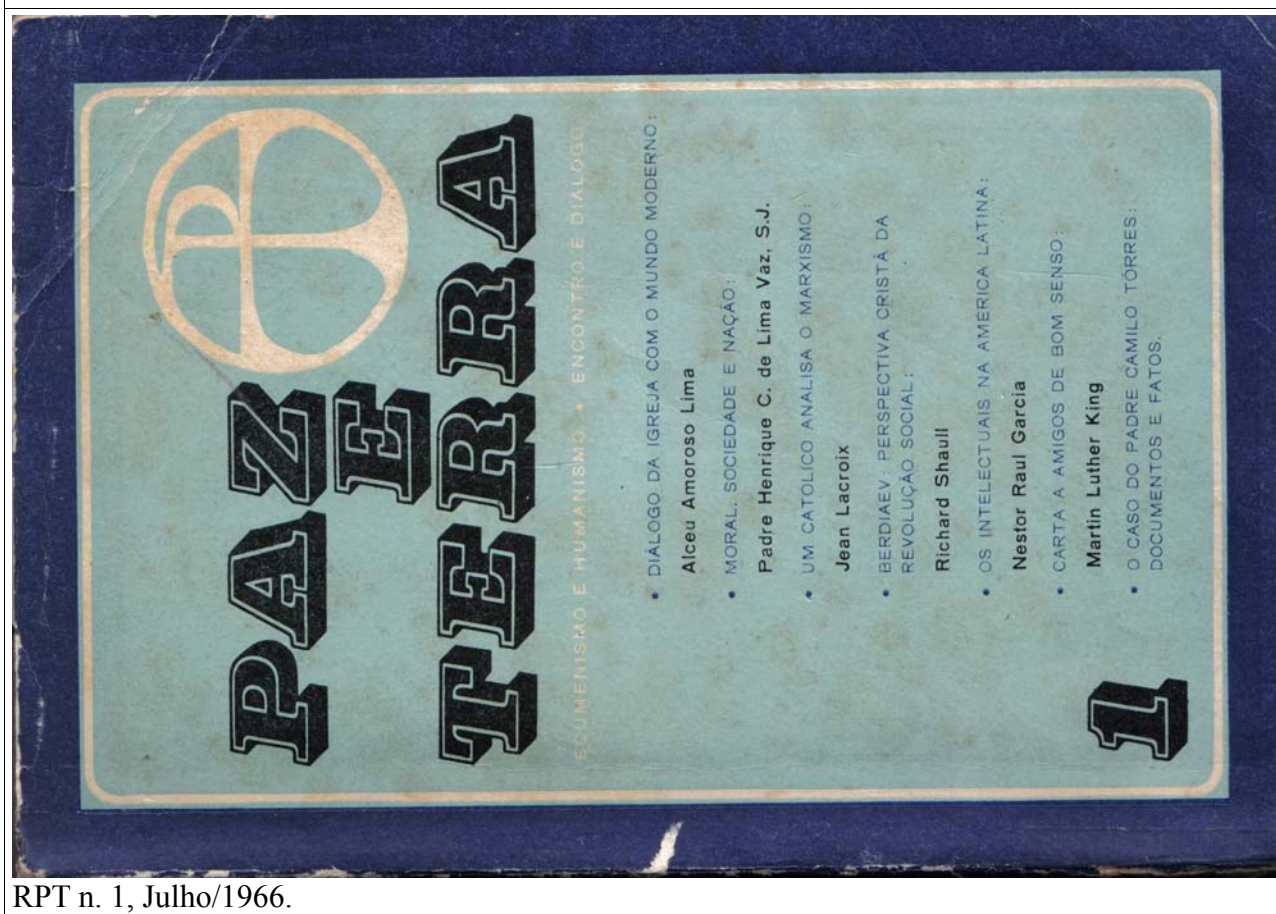 PAZ
E
TERRA
ECUMENISMO E HUMANISMO • ENCONTRO E DIALOGO
• DIÁLOGO DA IGREJA COM O MUNDO MODERNO:
Alceu Amoroso Lima
• MORAL, SOCIEDADE E NAÇÃO:
Padre Henrique C. de Lima Vaz, S.J.
• UM CATOLICO ANALISA O MARXISMO:
Jean Lacroix
• BERDIAEV: PERSPECTIVA CRISTÃ DA
REVOLUÇÃO SOCIAL:
Richard Shaull
• OS INTELECTUAIS NA AMERICA LATINA:
Nestor Raul Garcia
• CARTA A AMIGOS DE BOM SENSO:
Martin Luther King
• O CASO DO PADRE CAMILO TÔRRES:
DOCUMENTOS E FATOS.
1
RPT n. 1, Julho/1966.